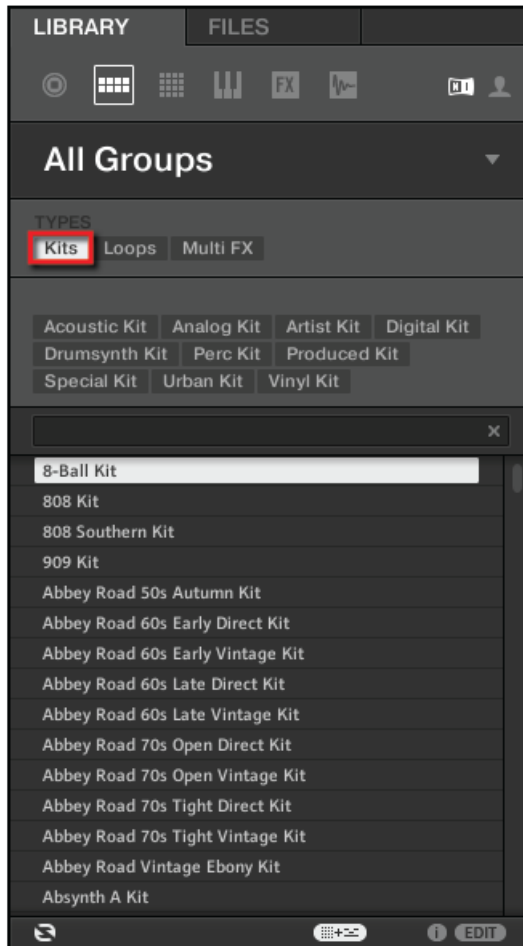 LIBRARY FILES
FX NI
All Groups
TYPES
Kits Loops Multi FX
Acoustic Kit Analog Kit Artist Kit Digital Kit
Drumsynth Kit Perc Kit Produced Kit
Special Kit Urban Kit Vinyl Kit
8-Ball Kit
808 Kit
808 Southern Kit
909 Kit
Abbey Road 50s Autumn Kit
Abbey Road 60s Early Direct Kit
Abbey Road 60s Early Vintage Kit
Abbey Road 60s Late Direct Kit
Abbey Road 60s Late Vintage Kit
Abbey Road 70s Open Direct Kit
Abbey Road 70s Open Vintage Kit
Abbey Road 70s Tight Direct Kit
Abbey Road 70s Tight Vintage Kit
Abbey Road Vintage Ebony Kit
Absynth A Kit
i EDIT